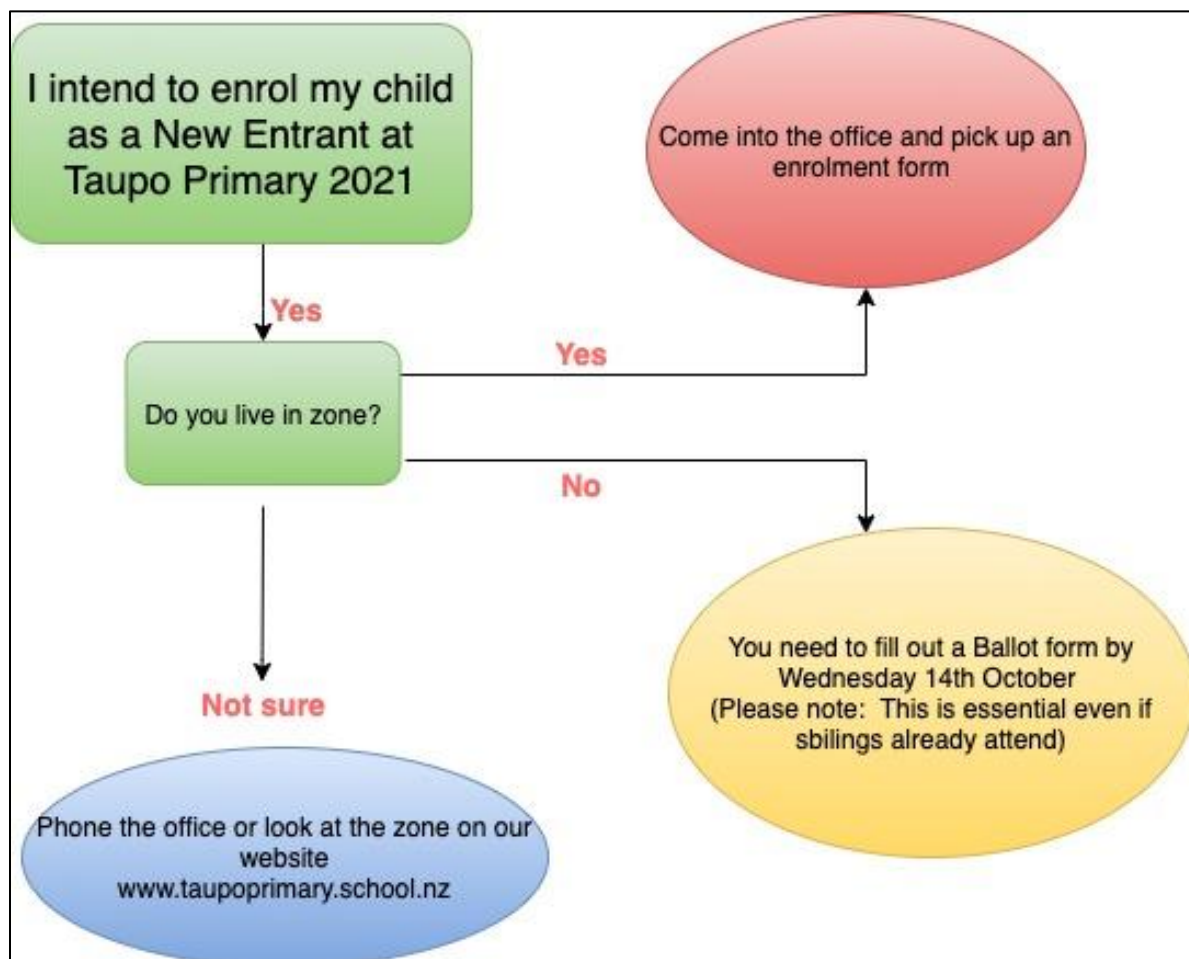 I intend to enrol my child
as a New Entrant at
Taupo Primary 2021
Come into the office and pick up an
enrolment form
Yes
Do you live in zone?
Yes
No
Not sure
You need to fill out a Ballot form by
Wednesday 14th October
(Please note:  This is essential even if
sbilings already attend)
Phone the office or look at the zone on our
website
www.taupoprimary.school.nz